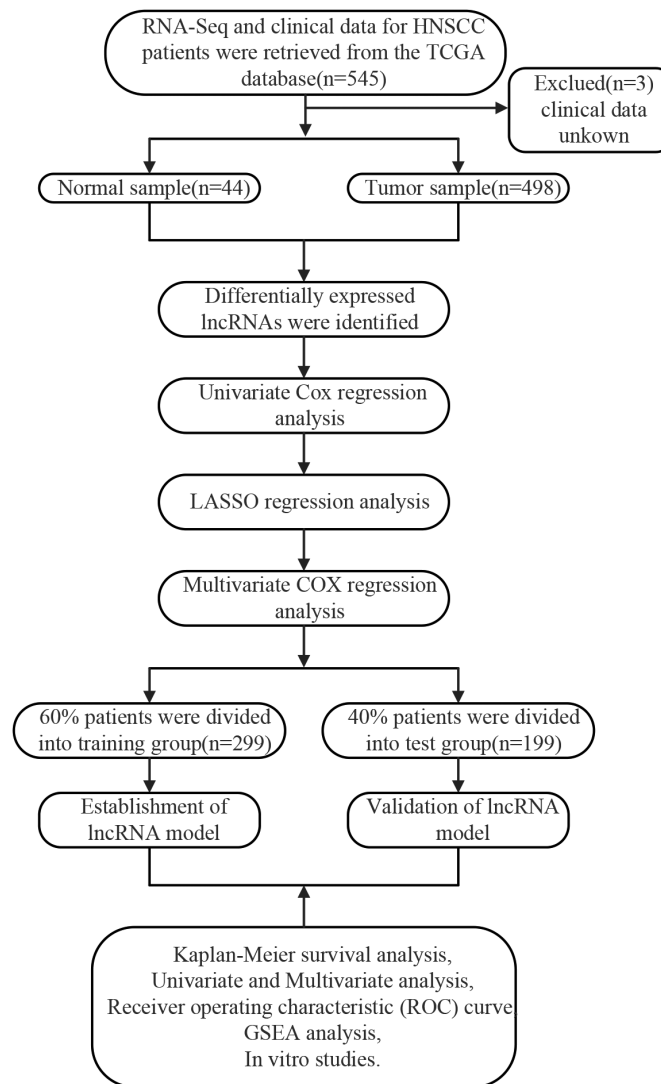 RNA-Seq and clinical data for HNSCC
patients were retrieved from the TCGA
database(n=545)
Exclued(n=3)
clinical data
unkown
Normal sample(n=44)
Tumor sample(n=498)
Differentially expressed
lncRNAs were identified
Univariate Cox regression
analysis
LASSO regression analysis
Multivariate COX regression
analysis
60% patients were divided
into training group(n=299)
40% patients were divided
into test group(n=199)
Establishment of
lncRNA model
Validation of lncRNA
model
Kaplan-Meier survival analysis,
Univariate and Multivariate analysis,
Receiver operating characteristic (ROC) curve
GSEA analysis,
In vitro studies.